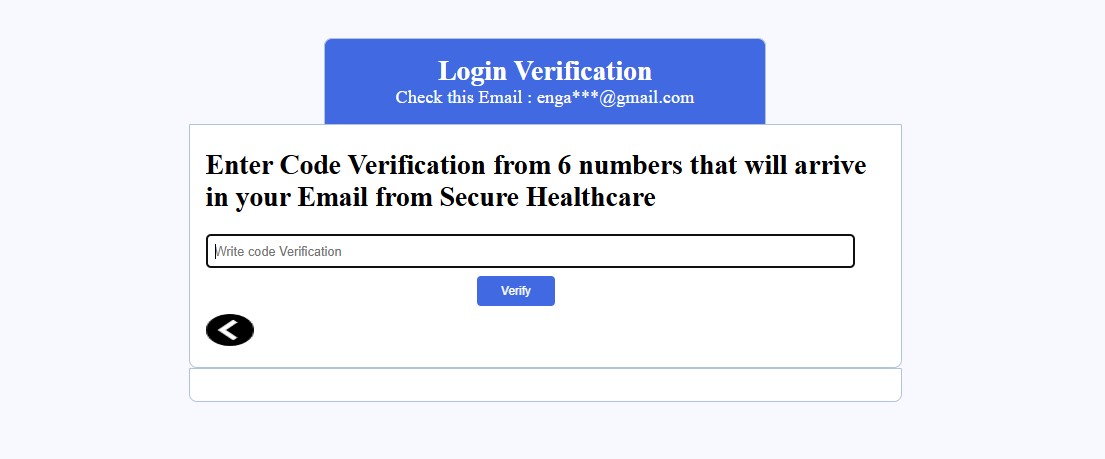 Login Verification
Check this Email : enga***@gmail.com
Enter Code Verification from 6 numbers that will arrive
in your Email from Secure Healthcare
Write code Verification
Verify